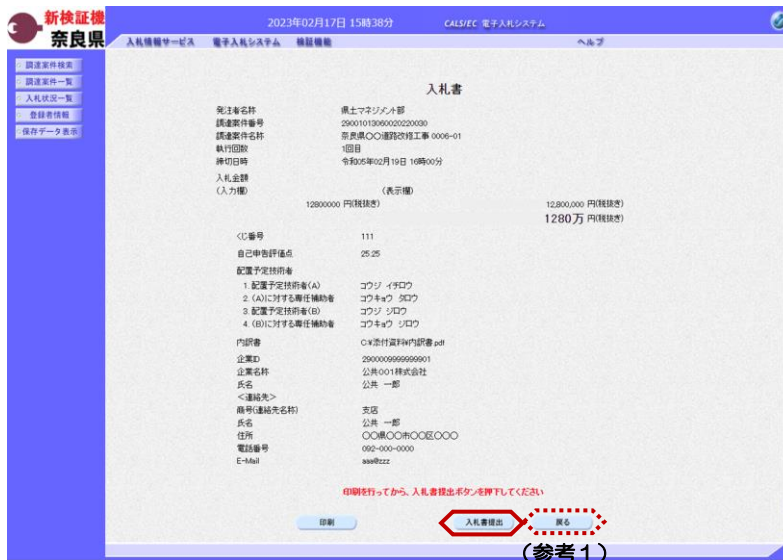 新検証機
奈良県
2023年02月17日 15時38分
CALS/EC 電子入札システム
入札情報サービス 電子入札システム 検証機能 ヘルプ
調達案件検索
調達案件一覧
入札状況一覧
登録者情報
保存データ表示
入札書
発注者名称 県土マネジメント部
調達案件番号 29001013060020220030
調達案件名称 奈良県〇〇道路改修工事 0006-01
執行回数 1回目
締切日時 令和05年02月19日 16時00分
入札金額
(入力欄) (表示欄)
12800000 円(税抜き) 12,800,000 円(税抜き)
1280万 円(税抜き)
くじ番号 111
自己申告評価点 25.25
配置予定技術者
1. 配置予定技術者(A) コウジ イチロウ
2. (A)に対する専任補助者 コウキョウ タロウ
3. 配置予定技術者(B) コウジ ジロウ
4. (B)に対する専任補助者 コウキョウ ジロウ
内訳書 C:¥添付資料¥内訳書.pdf
企業ID 2900009999999901
企業名称 公共001株式会社
氏名 公共 一郎
<連絡先>
商号(連絡先名称) 支店
氏名 公共 一郎
住所 〇〇県〇〇市〇〇区〇〇〇
電話番号 092-000-0000
E-Mail aaa@zzz
印刷を行ってから、入札書提出ボタンを押下してください
印刷 入札書提出 戻る
(参考1)